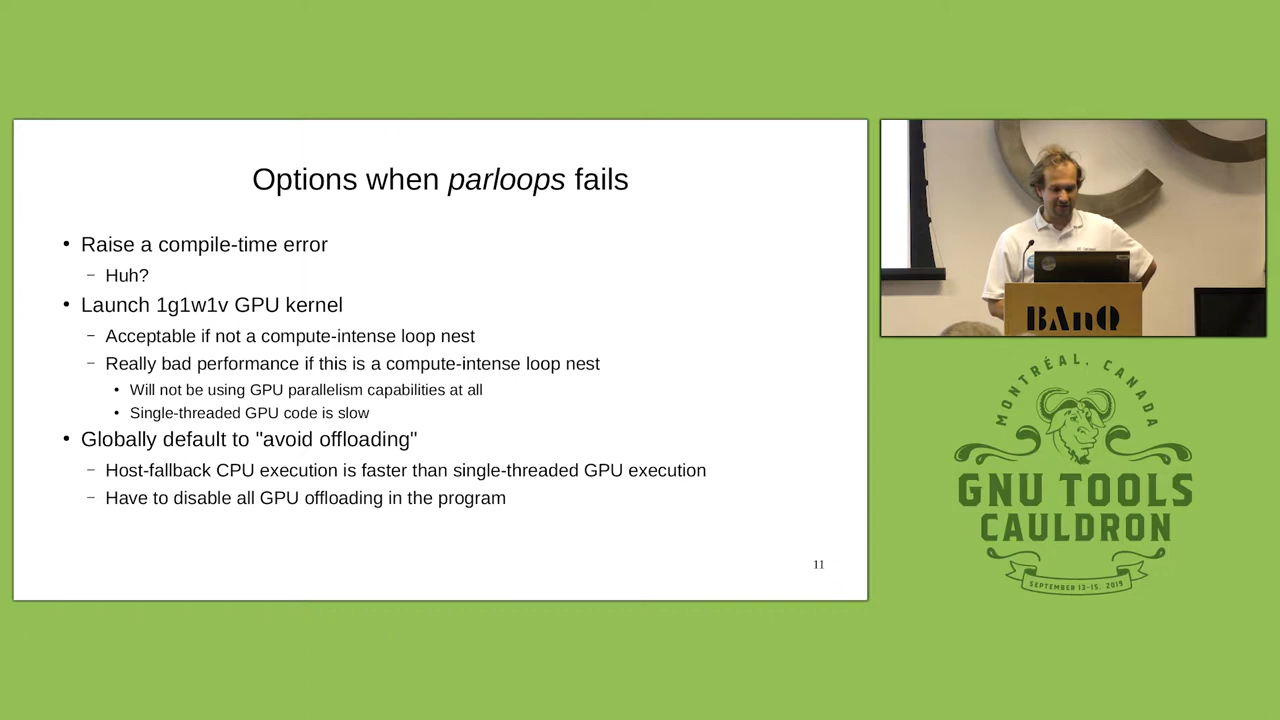 Options when parloops fails
• Raise a compile-time error
– Huh?
• Launch 1g1w1v GPU kernel
– Acceptable if not a compute-intense loop nest
– Really bad performance if this is a compute-intense loop nest
• Will not be using GPU parallelism capabilities at all
• Single-threaded GPU code is slow
• Globally default to "avoid offloading"
– Host-fallback CPU execution is faster than single-threaded GPU execution
– Have to disable all GPU offloading in the program
11
BAnQ
MONTRÉAL, CANADA
GNU TOOLS
CAULDRON
SEPTEMBER 13-15, 2019